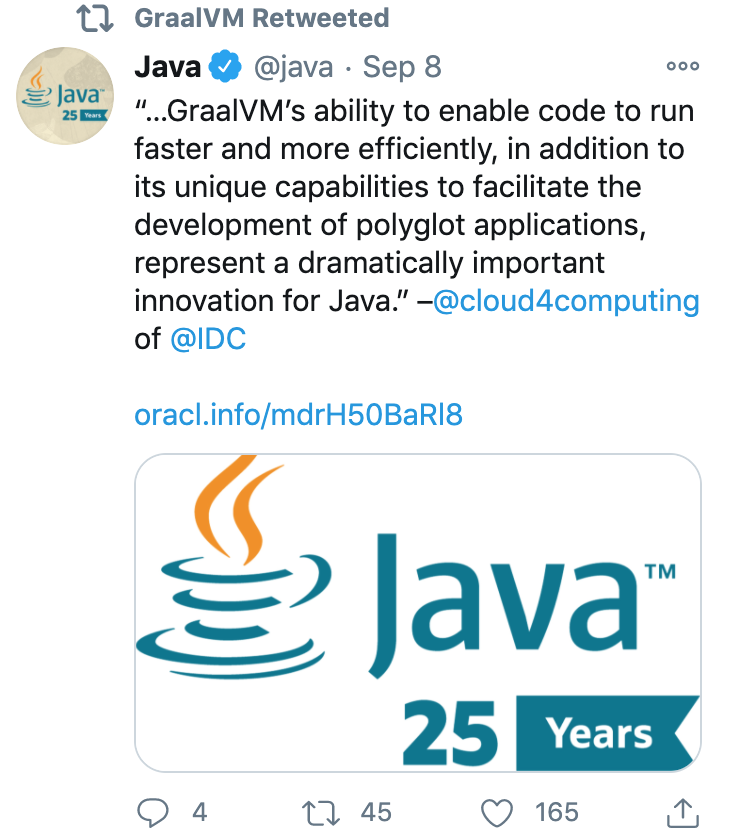 GraalVM Retweeted
Java @java · Sep 8
Java™
25 Years
“...GraalVM’s ability to enable code to run
faster and more efficiently, in addition to
its unique capabilities to facilitate the
development of polyglot applications,
represent a dramatically important
innovation for Java.” –@cloud4computing
of @IDC
oracl.info/mdrH50BaRl8
Java™
25 Years
4 45 165